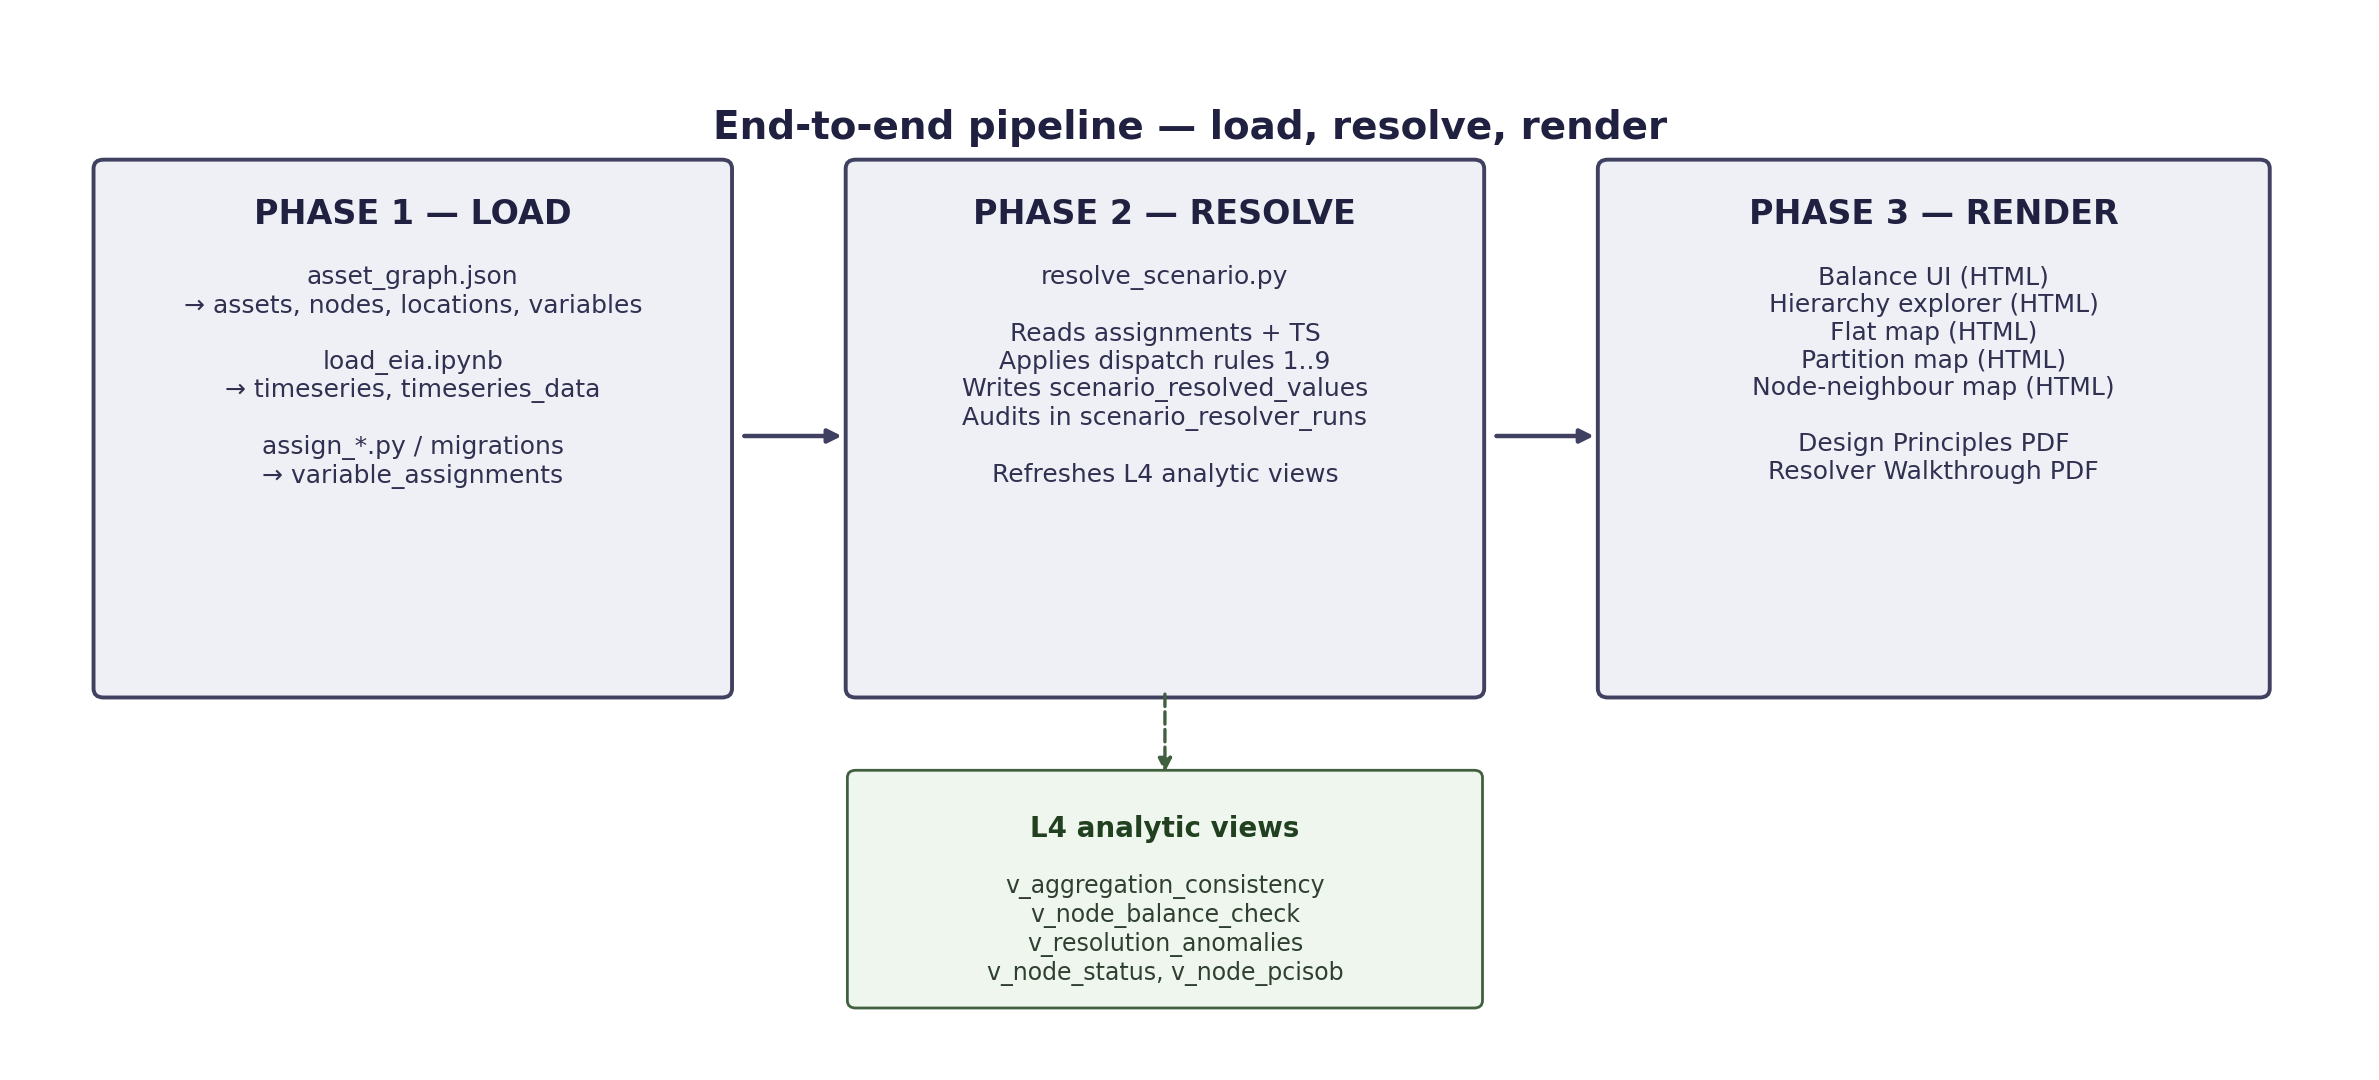 End-to-end pipeline — load, resolve, render
PHASE 1 — LOAD
asset_graph.json
→ assets, nodes, locations, variables
load_eia.ipynb
→ timeseries, timeseries_data
assign_*.py / migrations
→ variable_assignments
PHASE 2 — RESOLVE
resolve_scenario.py
Reads assignments + TS
Applies dispatch rules 1..9
Writes scenario_resolved_values
Audits in scenario_resolver_runs
Refreshes L4 analytic views
PHASE 3 — RENDER
Balance UI (HTML)
Hierarchy explorer (HTML)
Flat map (HTML)
Partition map (HTML)
Node-neighbour map (HTML)
Design Principles PDF
Resolver Walkthrough PDF
L4 analytic views
v_aggregation_consistency
v_node_balance_check
v_resolution_anomalies
v_node_status, v_node_pcisob